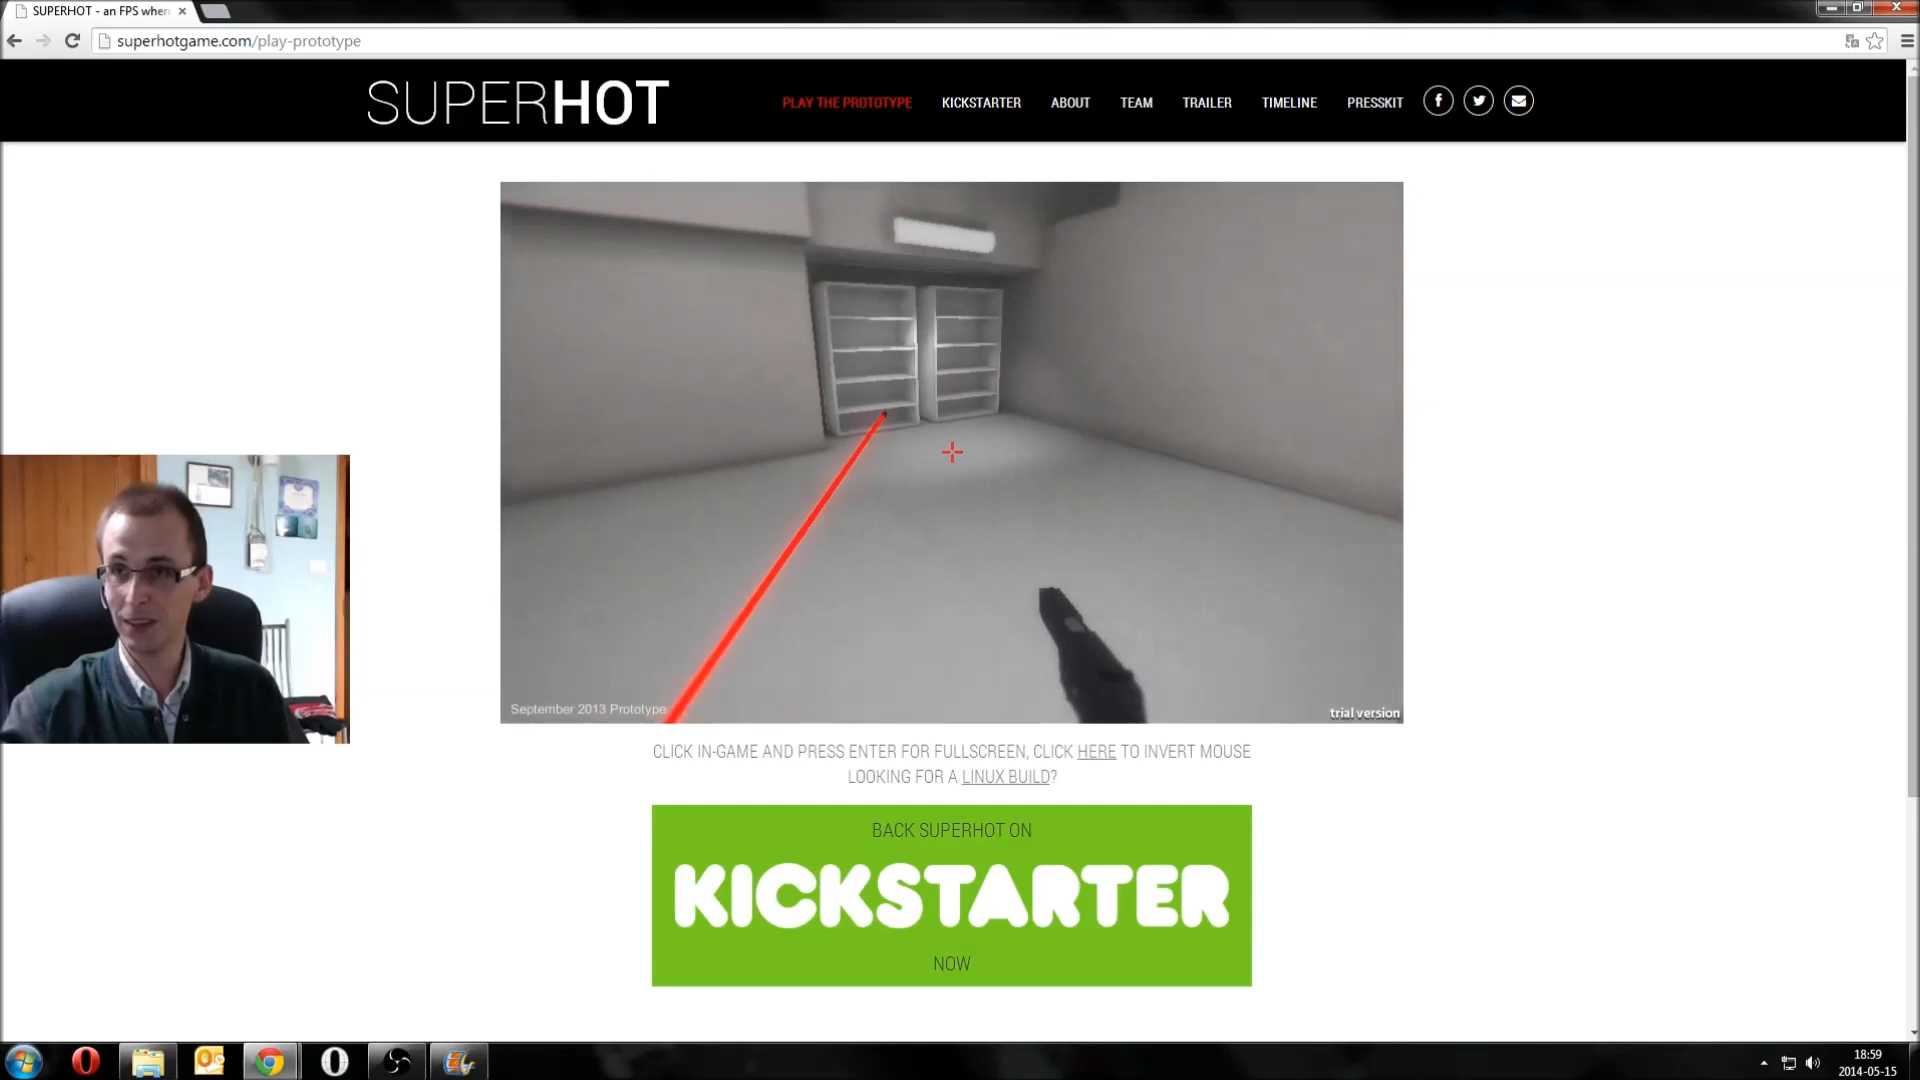 SUPERHOT - an FPS wher
superhotgame.com/play-prototype
SUPERHOT
PLAY THE PROTOTYPE
KICKSTARTER
ABOUT
TEAM
TRAILER
TIMELINE
PRESSKIT
September 2013 Prototype
trial version
CLICK IN-GAME AND PRESS ENTER FOR FULLSCREEN, CLICK HERE TO INVERT MOUSE
LOOKING FOR A LINUX BUILD?
BACK SUPERHOT ON
KICKSTARTER
NOW
18:59
2014-05-15